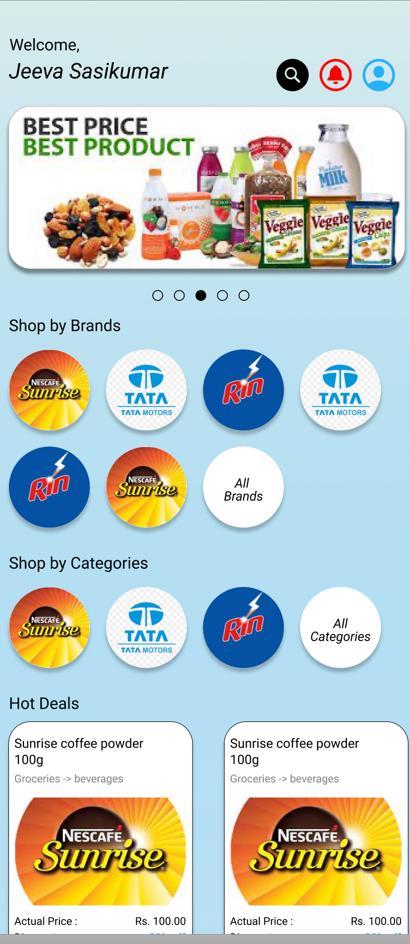 Welcome,
Jeeva Sasikumar
BEST PRICE
BEST PRODUCT
Milk
Veggie
Veggie
Veggie
Chips
Shop by Brands
NESCAFÉ
Sunrise
TATA
TATA MOTORS
Rin
TATA
TATA MOTORS
Rin
NESCAFÉ
Sunrise
All
Brands
Shop by Categories
NESCAFÉ
Sunrise
TATA
TATA MOTORS
Rin
All
Categories
Hot Deals
Sunrise coffee powder
100g
Groceries -> beverages
NESCAFÉ
Sunrise
Actual Price : Rs. 100.00
Sunrise coffee powder
100g
Groceries -> beverages
NESCAFÉ
Sunrise
Actual Price : Rs. 100.00